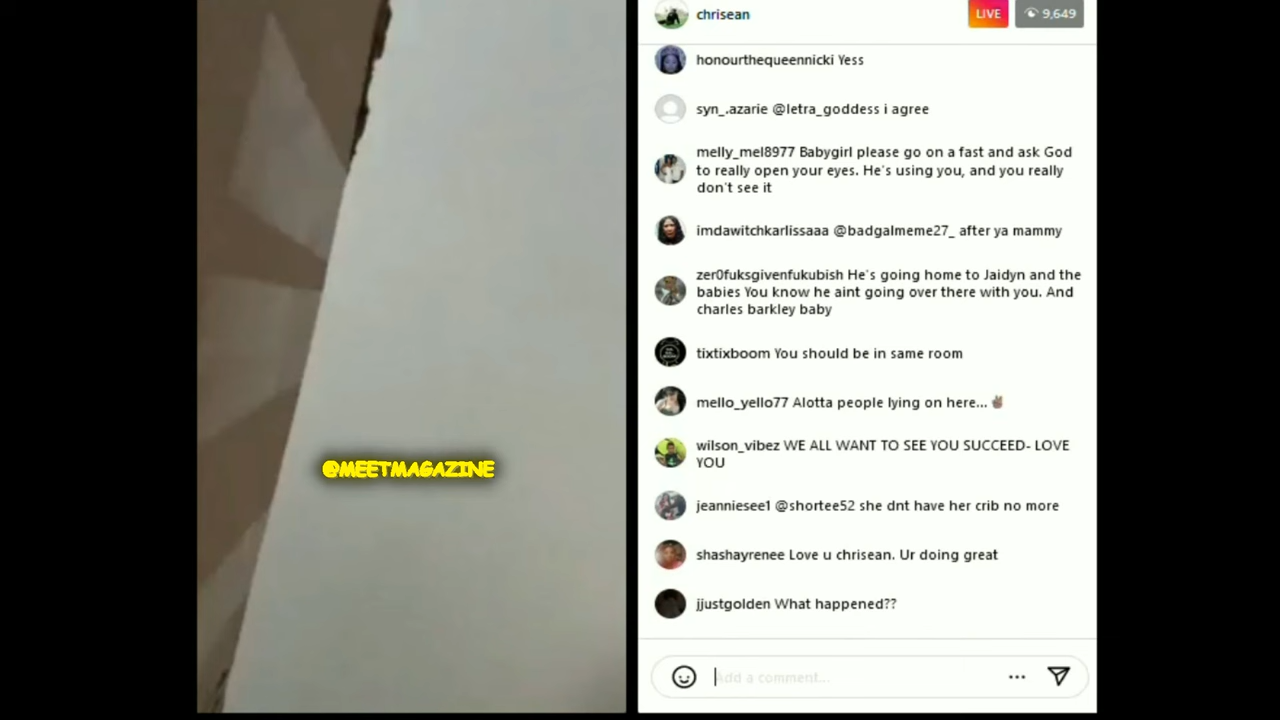 chrisean
LIVE
9,649
honourthequeennicki Yess
syn_.azarie @letra_goddess i agree
melly_mel8977 Babygirl please go on a fast and ask God
to really open your eyes. He's using you, and you really
don't see it
imdawitchkarlissaaa @badgalmeme27_ after ya mammy
zer0fuksgivenfukubish He's going home to Jaidyn and the
babies You know he aint going over there with you. And
charles barkley baby
tixtixboom You should be in same room
mello_yello77 Alotta people lying on here...✌🏽
wilson_vibez WE ALL WANT TO SEE YOU SUCCEED- LOVE
YOU
@MEETMAGAZINE
jeanniesee1 @shortee52 she dnt have her crib no more
shashayrenee Love u chrisean. Ur doing great
jjustgolden What happened??
Add a comment...